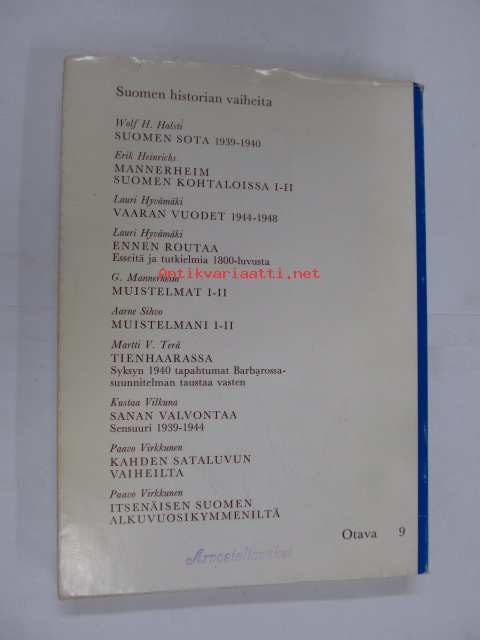 Suomen historian vaiheita
Wolf H. Halsti
SUOMEN SOTA 1939-1940
Erik Heinrichs
MANNERHEIM
SUOMEN KOHTALOISSA I-II
Lauri Hyvämäki
VAARAN VUODET 1944-1948
Lauri Hyvämäki
ENNEN ROUTAA
Esseitä ja tutkielmia 1800-luvusta
Antikvariaatti.net
G. Mannerheim
MUISTELMAT I-II
Aarne Sihvo
MUISTELMANI I-II
Martti V. Terä
TIENHAARASSA
Syksyn 1940 tapahtumat Barbarossa-
suunnitelman taustaa vasten
Kustaa Vilkuna
SANAN VALVONTAA
Sensuuri 1939-1944
Paavo Virkkunen
KAHDEN SATALUVUN
VAIHEILTA
Paavo Virkkunen
ITSENÄISEN SUOMEN
ALKUVUOSIKYMMENILTÄ
Otava 9
Arvostelukappale